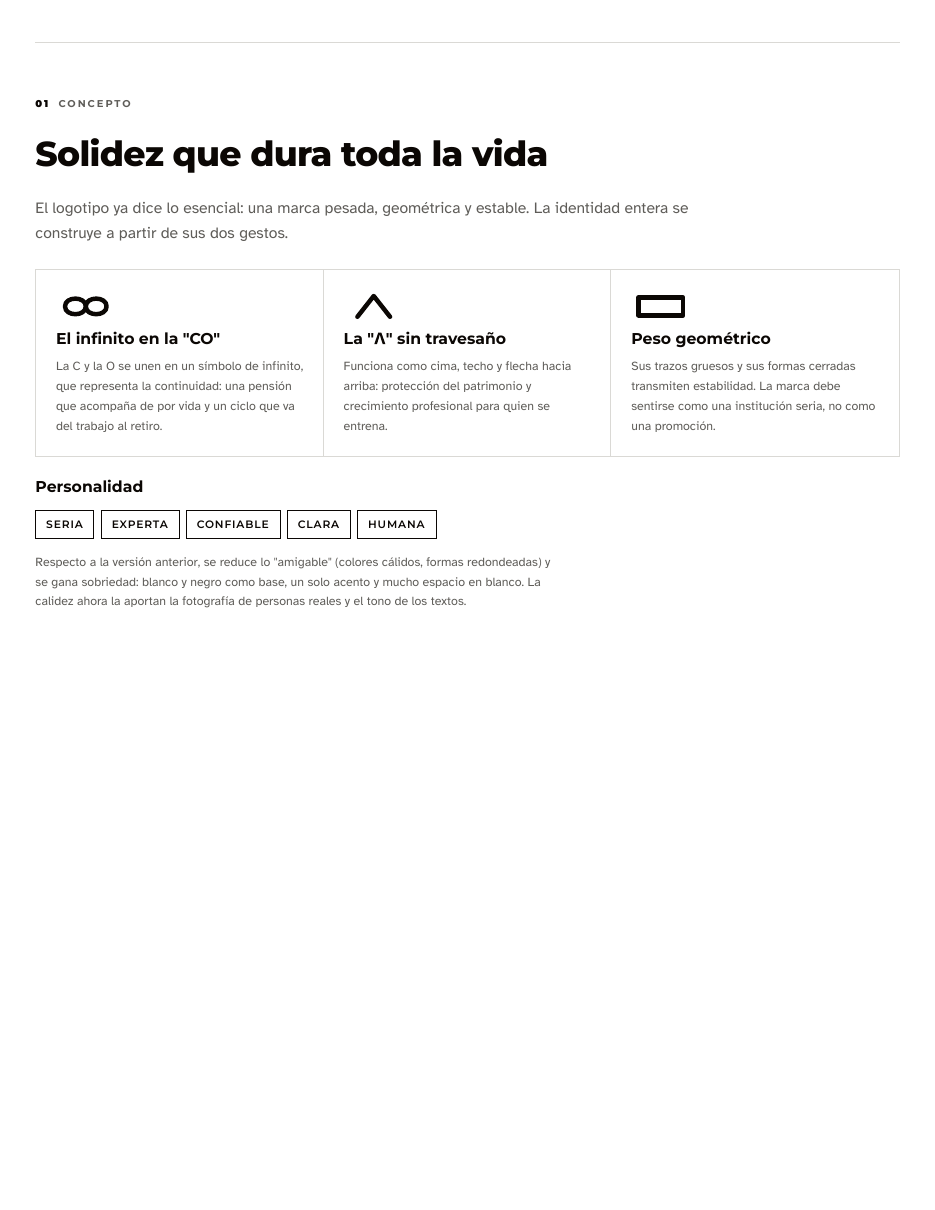 01 CONCEPTO
Solidez que dura toda la vida
El logotipo ya dice lo esencial: una marca pesada, geométrica y estable. La identidad entera se
construye a partir de sus dos gestos.
El infinito en la "CO"
La C y la O se unen en un símbolo de infinito,
que representa la continuidad: una pensión
que acompaña de por vida y un ciclo que va
del trabajo al retiro.
La "Λ" sin travesaño
Funciona como cima, techo y flecha hacia
arriba: protección del patrimonio y
crecimiento profesional para quien se
entrena.
Peso geométrico
Sus trazos gruesos y sus formas cerradas
transmiten estabilidad. La marca debe
sentirse como una institución seria, no como
una promoción.
Personalidad
SERIA EXPERTA CONFIABLE CLARA HUMANA
Respecto a la versión anterior, se reduce lo "amigable" (colores cálidos, formas redondeadas) y
se gana sobriedad: blanco y negro como base, un solo acento y mucho espacio en blanco. La
calidez ahora la aportan la fotografía de personas reales y el tono de los textos.